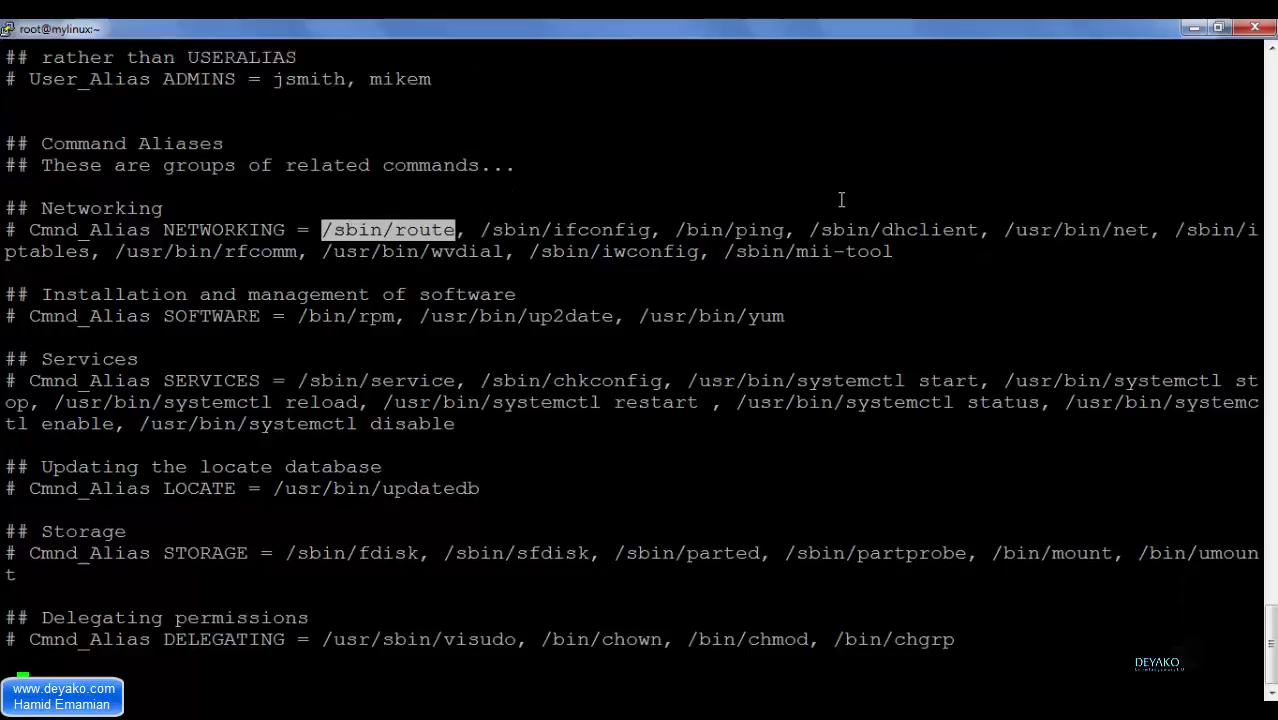 root@mylinux:~
## rather than USERALIAS
# User_Alias ADMINS = jsmith, mikem
## Command Aliases
## These are groups of related commands...
## Networking
# Cmnd_Alias NETWORKING = /sbin/route, /sbin/ifconfig, /bin/ping, /sbin/dhclient, /usr/bin/net, /sbin/i
ptables, /usr/bin/rfcomm, /usr/bin/wvdial, /sbin/iwconfig, /sbin/mii-tool
## Installation and management of software
# Cmnd_Alias SOFTWARE = /bin/rpm, /usr/bin/up2date, /usr/bin/yum
## Services
# Cmnd_Alias SERVICES = /sbin/service, /sbin/chkconfig, /usr/bin/systemctl start, /usr/bin/systemctl st
op, /usr/bin/systemctl reload, /usr/bin/systemctl restart , /usr/bin/systemctl status, /usr/bin/systemc
tl enable, /usr/bin/systemctl disable
## Updating the locate database
# Cmnd_Alias LOCATE = /usr/bin/updatedb
## Storage
# Cmnd_Alias STORAGE = /sbin/fdisk, /sbin/sfdisk, /sbin/parted, /sbin/partprobe, /bin/mount, /bin/umoun
t
## Delegating permissions
# Cmnd_Alias DELEGATING = /usr/sbin/visudo, /bin/chown, /bin/chmod, /bin/chgrp
DEYAKO
www.deyako.com
Hamid Emamian